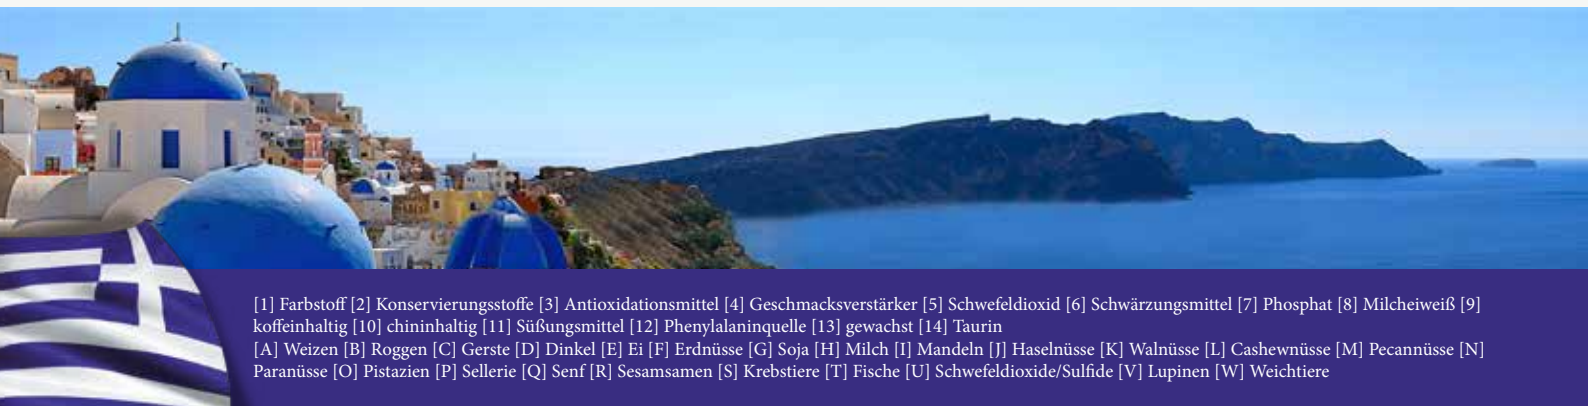 [1] Farbstoff [2] Konservierungsstoffe [3] Antioxidationsmittel [4] Geschmacksverstärker [5] Schwefeldioxid [6] Schwärzungsmittel [7] Phosphat [8] Milcheiweiß [9]
koffeinhaltig [10] chininhaltig [11] Süßungsmittel [12] Phenylalaninquelle [13] gewachst [14] Taurin
[A] Weizen [B] Roggen [C] Gerste [D] Dinkel [E] Ei [F] Erdnüsse [G] Soja [H] Milch [I] Mandeln [J] Haselnüsse [K] Walnüsse [L] Cashewnüsse [M] Pecannüsse [N]
Paranüsse [O] Pistazien [P] Sellerie [Q] Senf [R] Sesamsamen [S] Krebstiere [T] Fische [U] Schwefeldioxide/Sulfide [V] Lupinen [W] Weichtiere